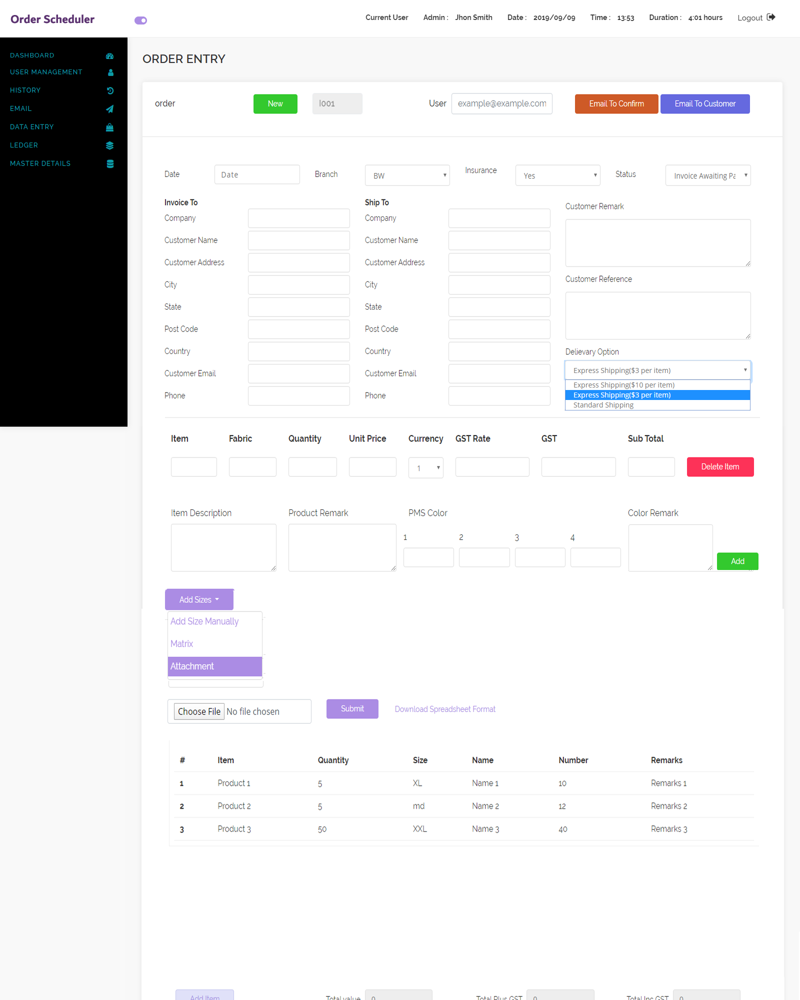 Order Scheduler
Current User Admin : Jhon Smith Date : 2019/09/09 Time : 13:53 Duration : 4:01 hours Logout
DASHBOARD
USER MANAGEMENT
HISTORY
EMAIL
DATA ENTRY
LEDGER
MASTER DETAILS
ORDER ENTRY
order New I001 User example@example.com Email To Confirm Email To Customer
Date Date Branch BW Insurance Yes Status Invoice Awaiting Pa
Invoice To
Company
Customer Name
Customer Address
City
State
Post Code
Country
Customer Email
Phone
Ship To
Company
Customer Name
Customer Address
City
State
Post Code
Country
Customer Email
Phone
Customer Remark
Customer Reference
Delievary Option
Express Shipping($3 per item)
Express Shipping($10 per item)
Express Shipping($3 per item)
Standard Shipping
Item Fabric Quantity Unit Price Currency GST Rate GST Sub Total
1 Delete Item
Item Description Product Remark PMS Color Color Remark
1 2 3 4
Add
Add Sizes
Add Size Manually
Matrix
Attachment
Choose File No file chosen Submit Download Spreadsheet Format
# Item Quantity Size Name Number Remarks
1 Product 1 5 XL Name 1 10 Remarks 1
2 Product 2 5 md Name 2 12 Remarks 2
3 Product 3 50 XXL Name 3 40 Remarks 3
Add Item Total value 0 Total Plus GST 0 Total Inc GST 0